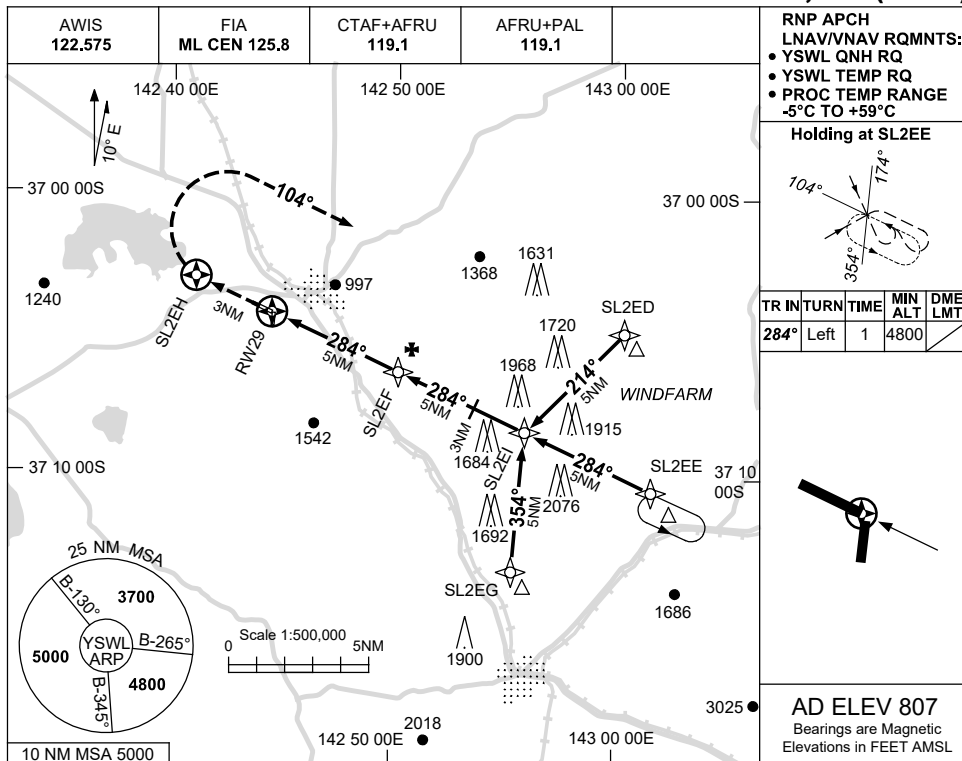 AWIS
122.575
FIA
ML CEN 125.8
CTAF+AFRU
119.1
AFRU+PAL
119.1
RNP APCH
LNAV/VNAV RQMNTS:
• YSWL QNH RQ
• YSWL TEMP RQ
• PROC TEMP RANGE
-5°C TO +59°C
Holding at SL2EE
104°
174°
354°
TR IN TURN TIME MIN ALT DME LMT
284° Left 1 4800
142 40 00E
142 50 00E
143 00 00E
10° E
37 00 00S
37 00 00S
104°
1240
SL2EH
3NM
RW29
997
1368
1631
SL2ED
1720
284°
5NM
1968
214°
5NM
WINDFARM
SL2EF
284°
5NM
3NM
1915
1542
1684
SL2EI
284°
5NM
SL2EE
37 10 00S
37 10
00S
2076
354°
5NM
1692
SL2EG
1686
25 NM MSA
B-130°
3700
YSWL
ARP
B-265°
5000
4800
B-345°
10 NM MSA 5000
Scale 1:500,000
0
5NM
1900
2018
3025
142 50 00E
143 00 00E
AD ELEV 807
Bearings are Magnetic
Elevations in FEET AMSL